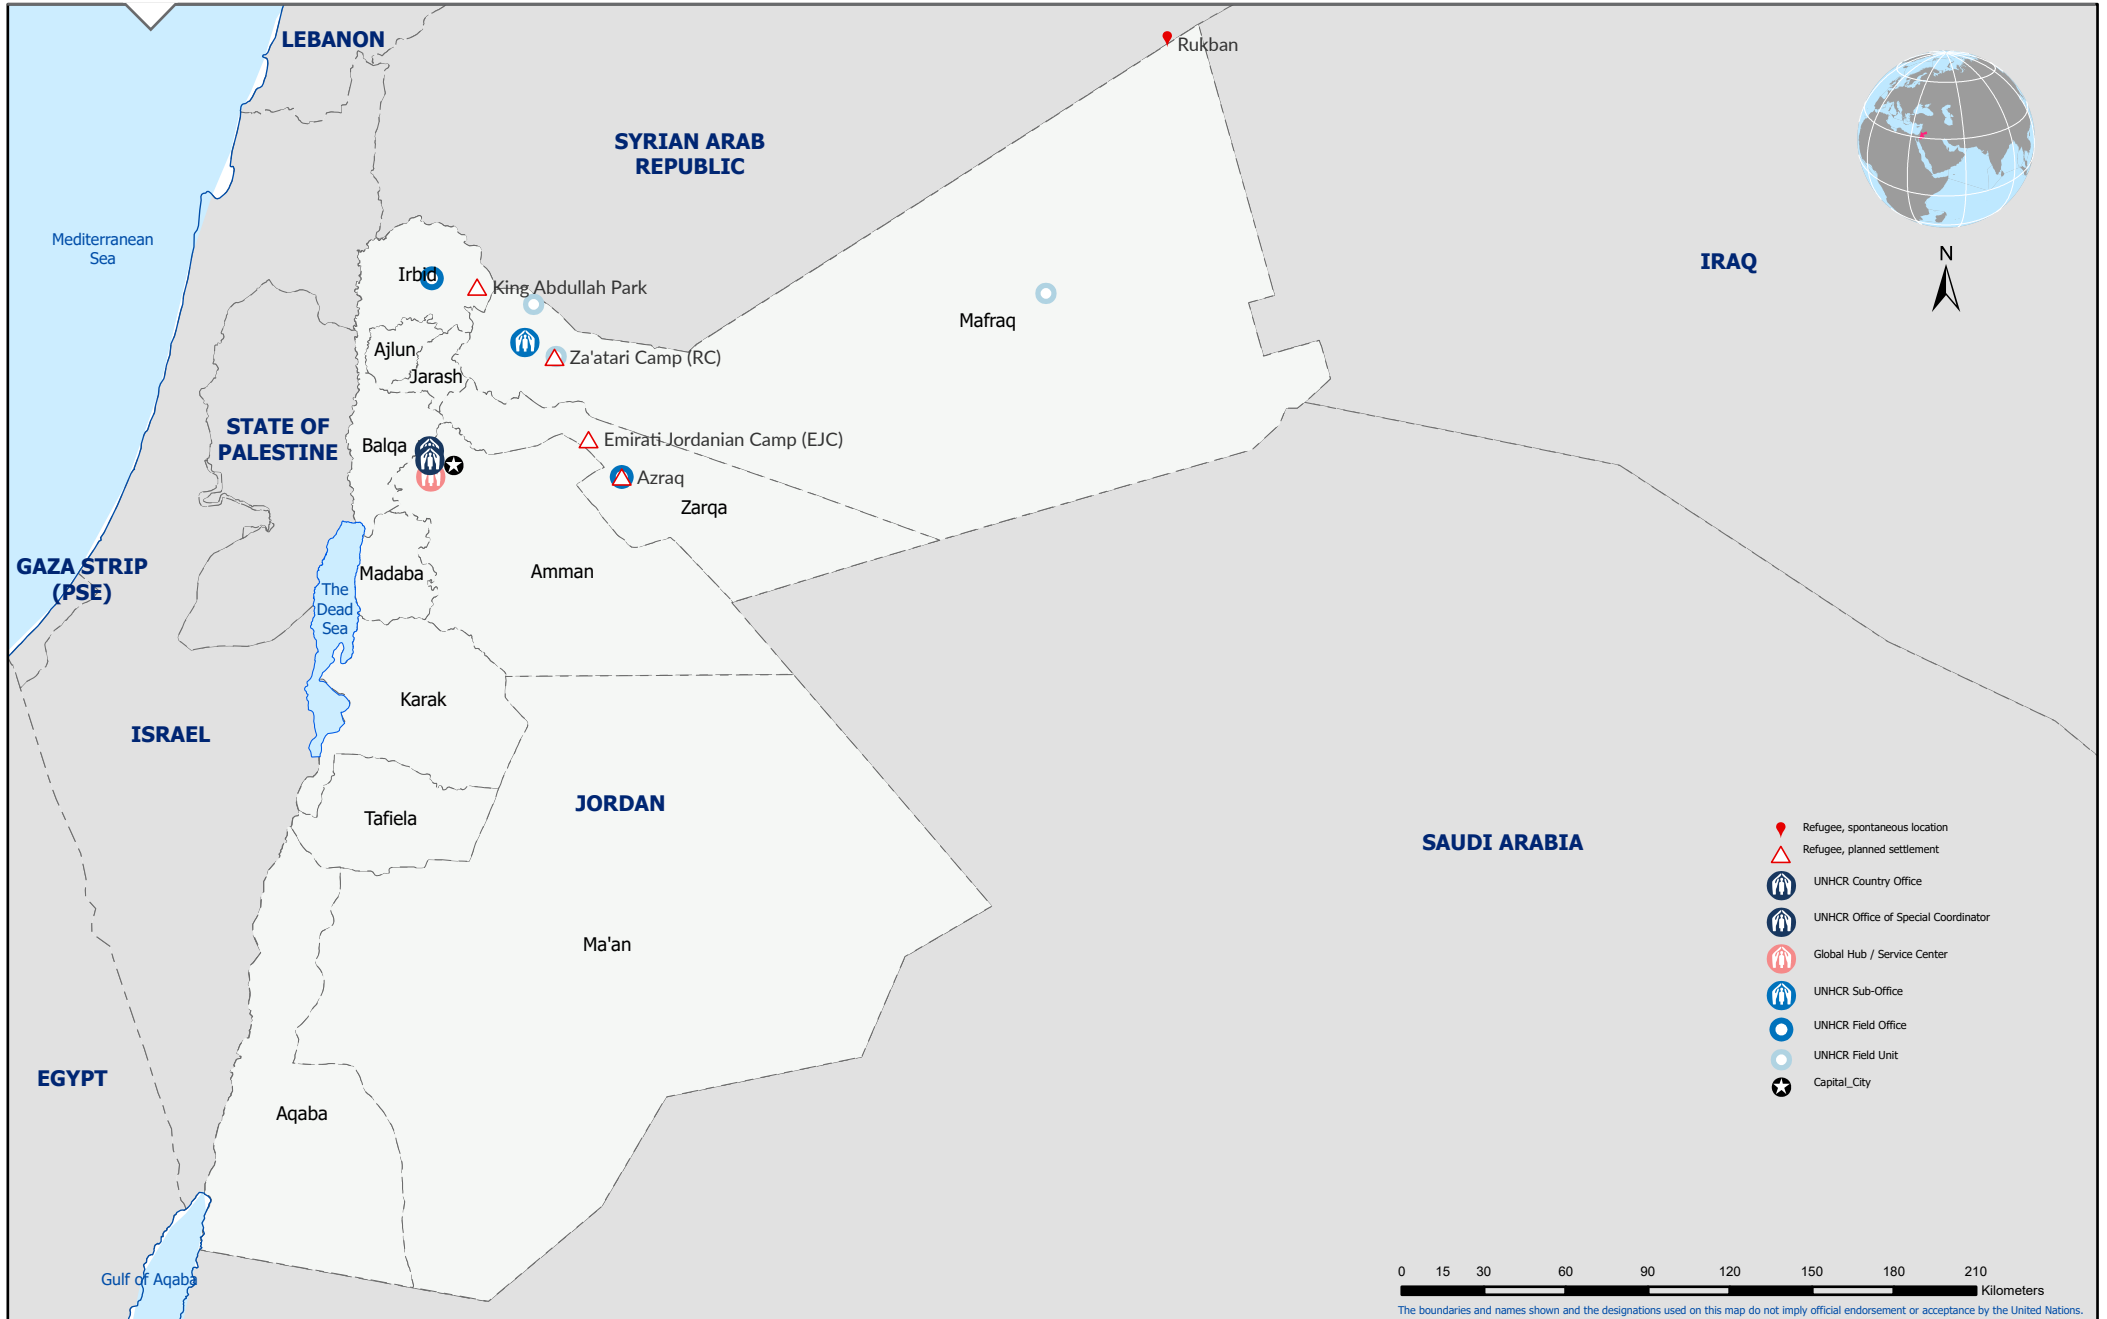 LEBANON
Rukban
SYRIAN ARAB
REPUBLIC
Mediterranean
Sea
N
IRAQ
Irbid
King Abdullah Park
Mafraq
Ajlun
Za'atari Camp (RC)
Jarash
STATE OF
PALESTINE
Balqa
Emirati Jordanian Camp (EJC)
Azraq
Zarqa
GAZA STRIP
(PSE)
The
Dead
Sea
Madaba
Amman
Karak
ISRAEL
JORDAN
Tafiela
SAUDI ARABIA
Ma'an
EGYPT
Aqaba
Gulf of Aqaba
Refugee, spontaneous location
Refugee, planned settlement
UNHCR Country Office
UNHCR Office of Special Coordinator
Global Hub / Service Center
UNHCR Sub-Office
UNHCR Field Office
UNHCR Field Unit
Capital_City
0 15 30 60 90 120 150 180 210
Kilometers
The boundaries and names shown and the designations used on this map do not imply official endorsement or acceptance by the United Nations.